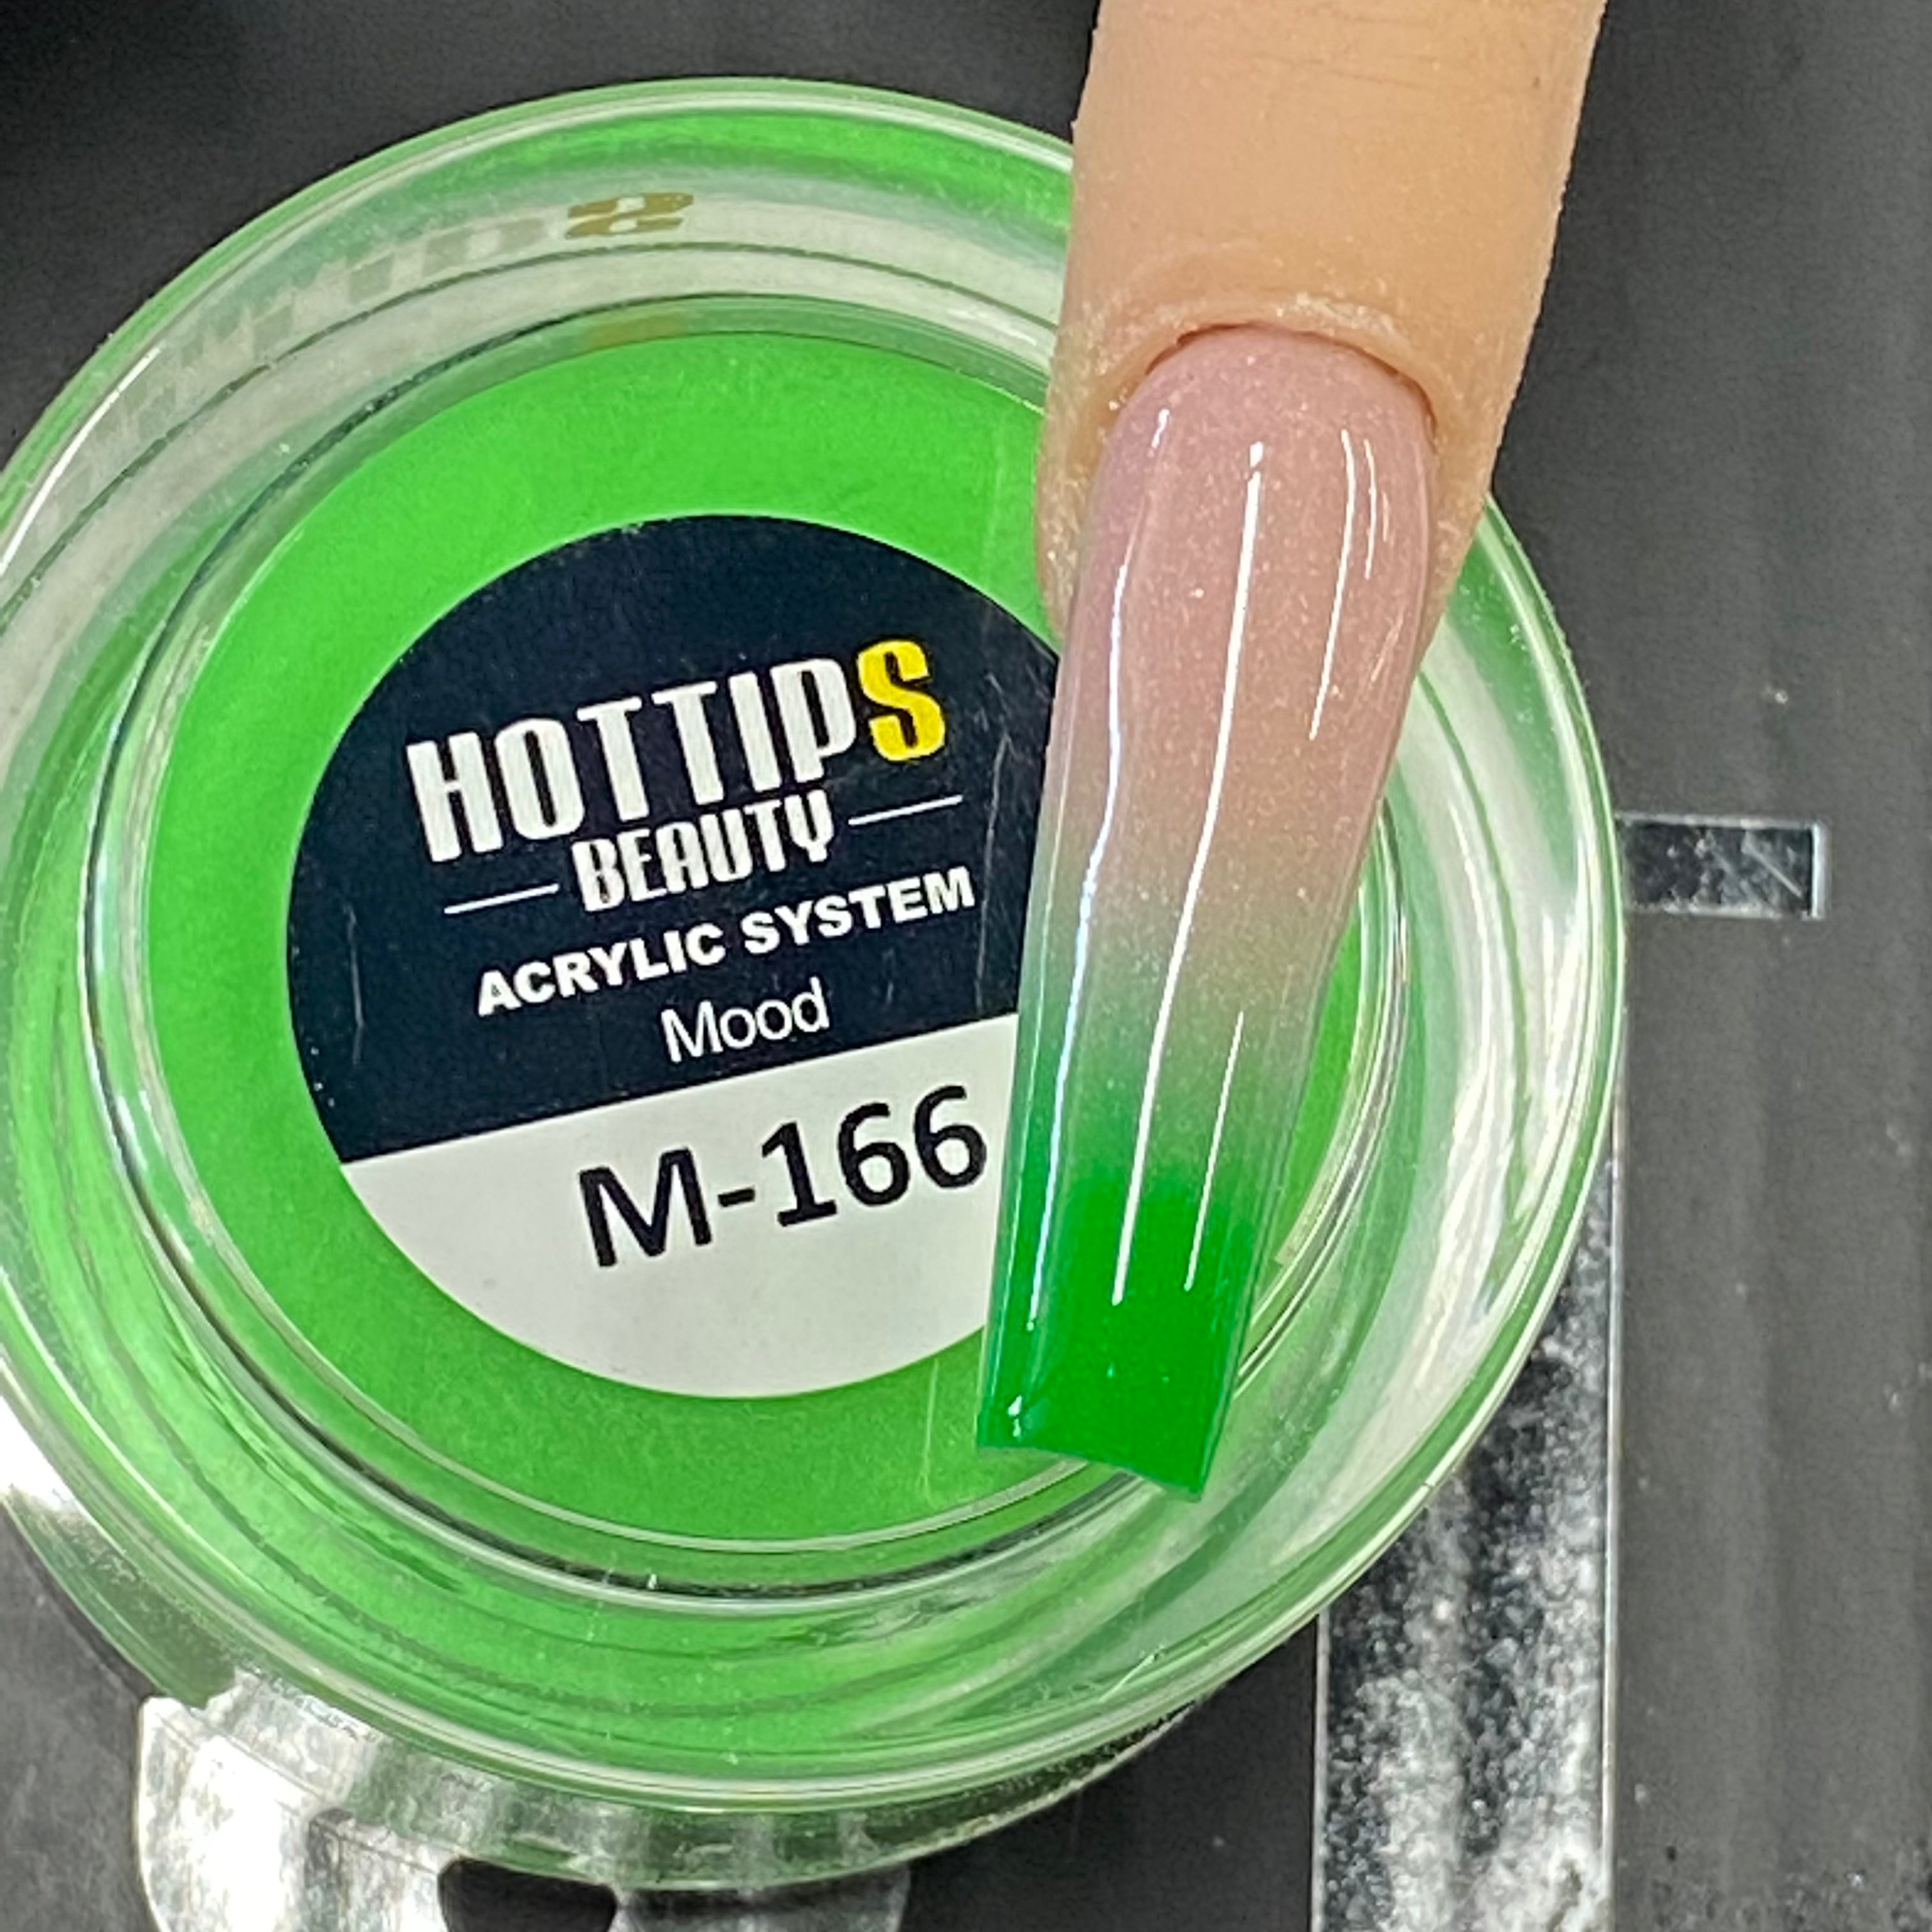 HOTTIPS
BEAUTY
ACRYLIC SYSTEM
Mood
M-166